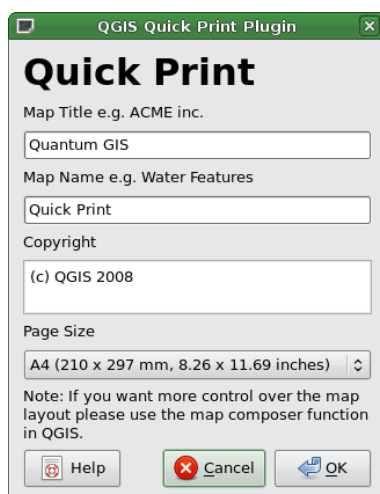 QGIS Quick Print Plugin
Quick Print
Map Title e.g. ACME inc.
Quantum GIS
Map Name e.g. Water Features
Quick Print
Copyright
(c) QGIS 2008
Page Size
A4 (210 x 297 mm, 8.26 x 11.69 inches)
Note: If you want more control over the map
layout please use the map composer function
in QGIS.
Help Cancel OK